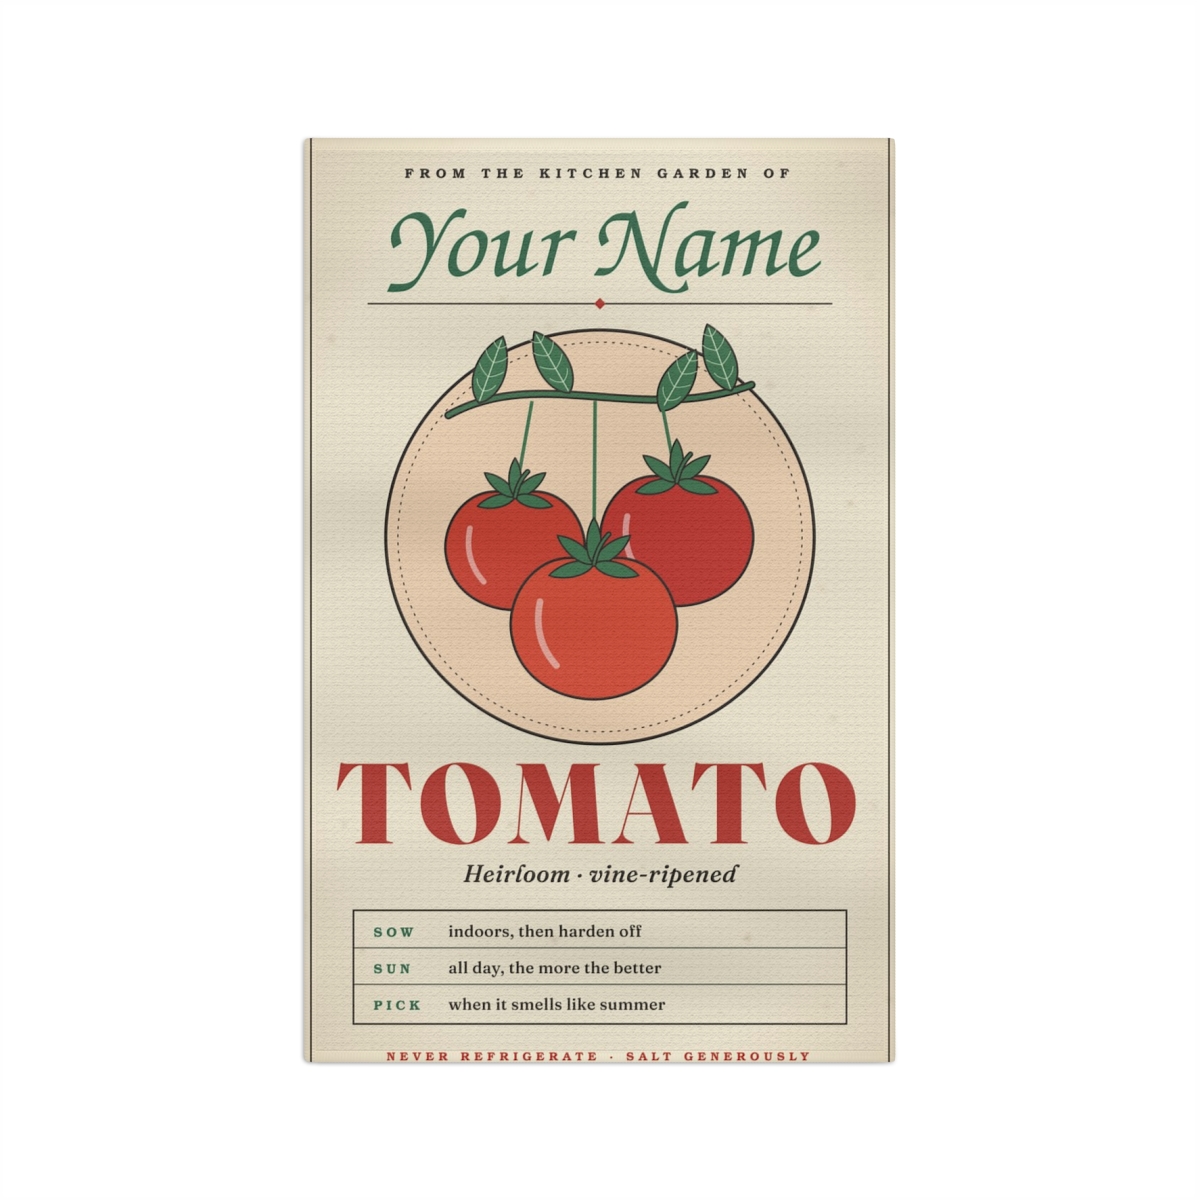 FROM THE KITCHEN GARDEN OF
Your Name
TOMATO
Heirloom · vine-ripened
SOW indoors, then harden off
SUN all day, the more the better
PICK when it smells like summer
NEVER REFRIGERATE · SALT GENEROUSLY